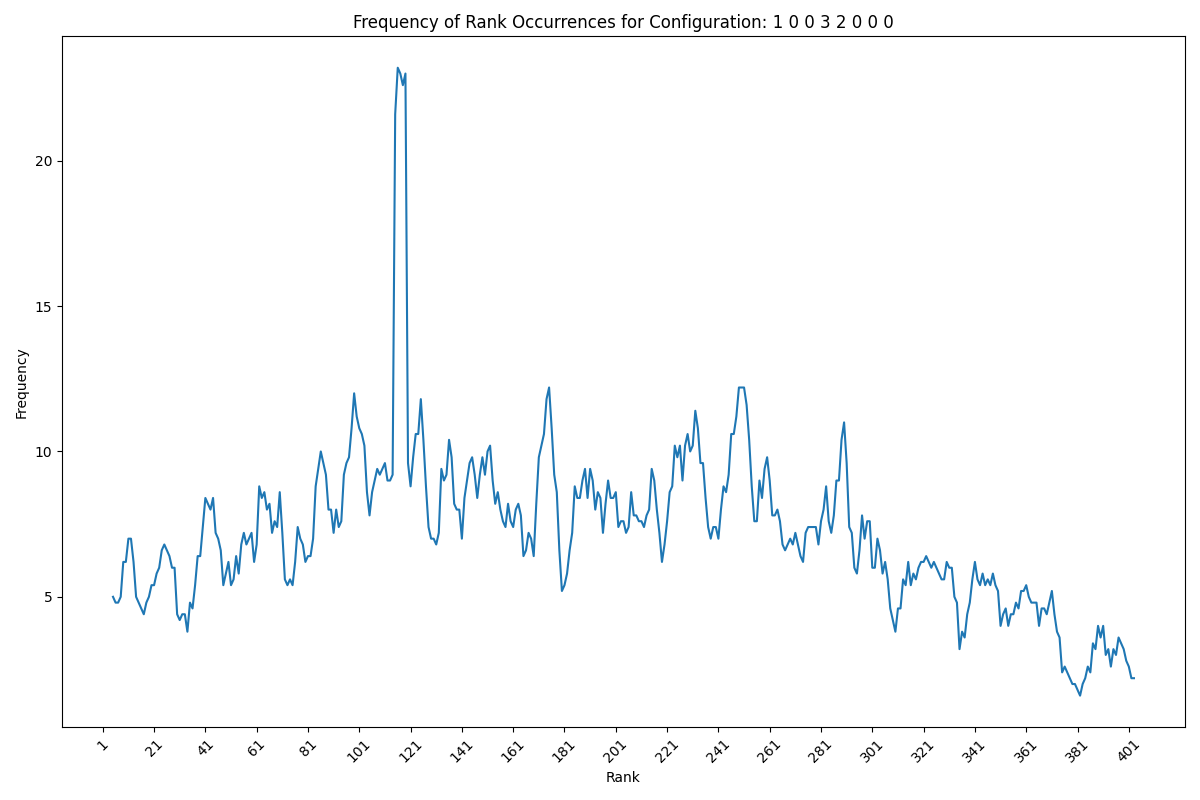 Frequency of Rank Occurrences for Configuration: 1 0 0 3 2 0 0 0
Frequency
20
15
10
5
1 21 41 61 81 101 121 141 161 181 201 221 241 261 281 301 321 341 361 381 401
Rank